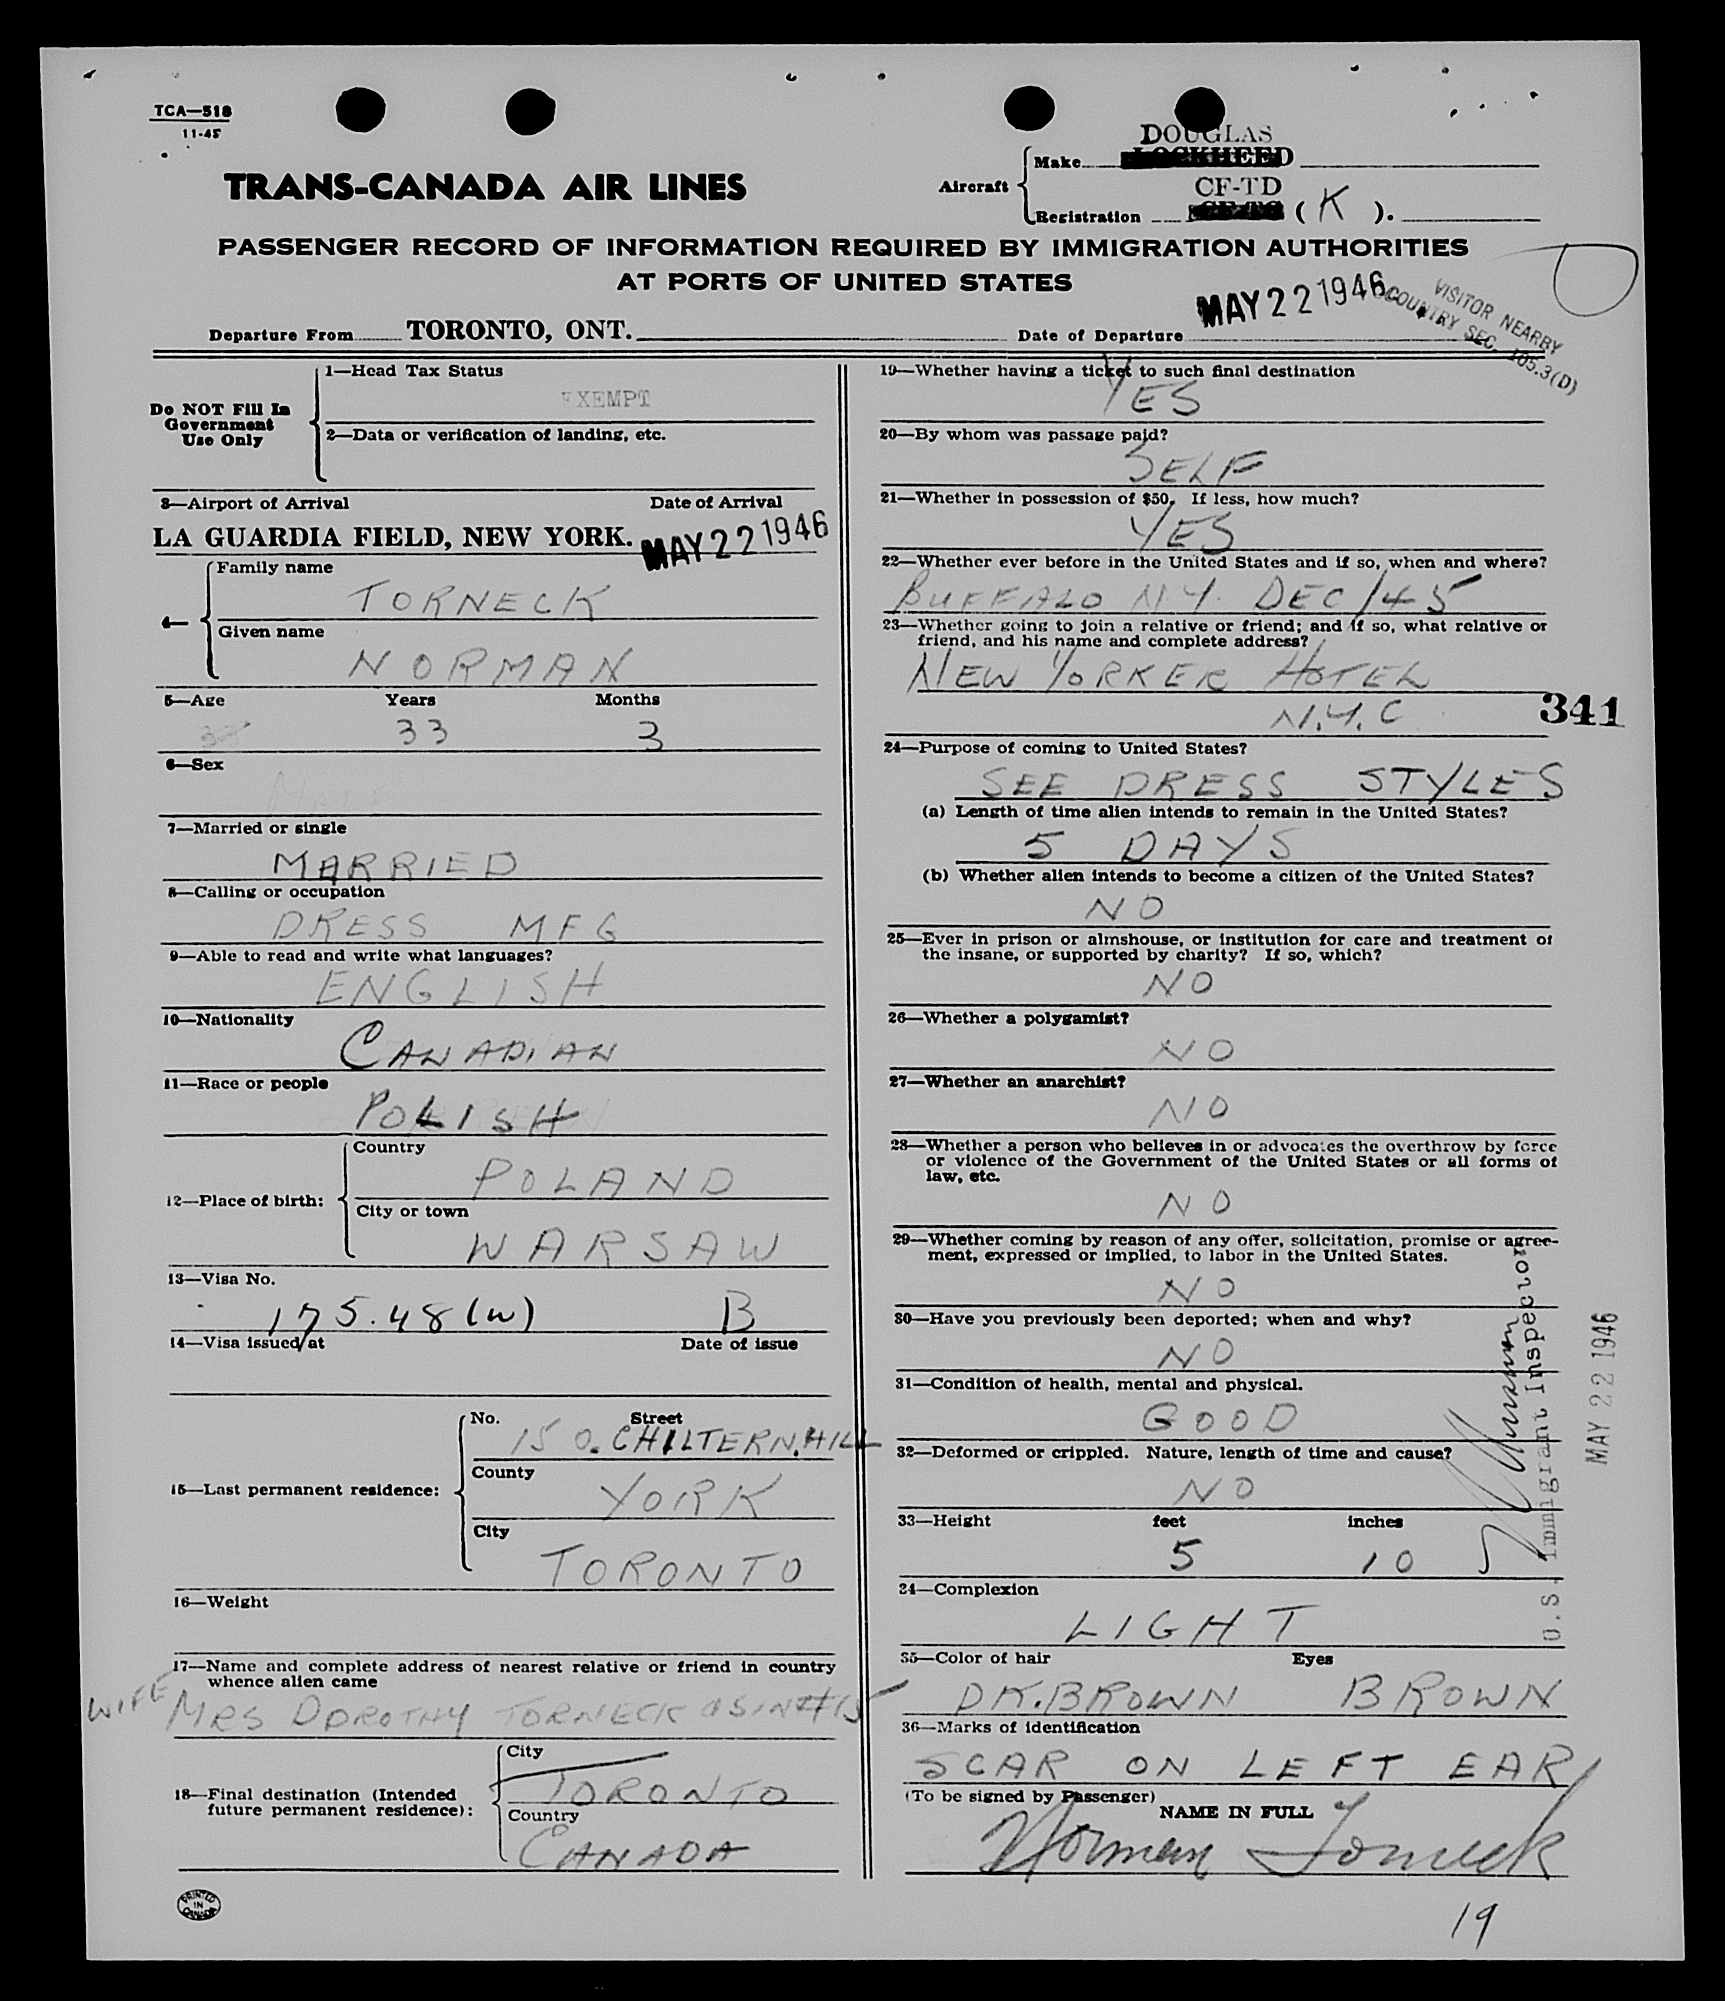 TCA—518
11-45
DOUGLAS
Aircraft Make LOCKHEED
TRANS-CANADA AIR LINES
CF-TD
Registration CF-TC ( K ).
PASSENGER RECORD OF INFORMATION REQUIRED BY IMMIGRATION AUTHORITIES
AT PORTS OF UNITED STATES
VISITOR NEARBY
COUNTRY SEC. 105.3(D)
Departure From TORONTO, ONT. Date of Departure MAY 22 1946
Do NOT Fill In
Government
Use Only
1—Head Tax Status
EXEMPT
2—Data or verification of landing, etc.
3—Airport of Arrival Date of Arrival
LA GUARDIA FIELD, NEW YORK. MAY 22 1946
4—
Family name
TORNECK
Given name
NORMAN
5—Age Years Months
33 3
6—Sex
Male
7—Married or single
MARRIED
8—Calling or occupation
DRESS MFG
9—Able to read and write what languages?
ENGLISH
10—Nationality
CANADIAN
11—Race or people
POLISH
12—Place of birth:
Country
POLAND
City or town
WARSAW
13—Visa No.
175.48(w) B
14—Visa issued at Date of issue
15—Last permanent residence:
No. Street
150. CHILTERN.HILL
County
YORK
City
TORONTO
16—Weight
17—Name and complete address of nearest relative or friend in country
whence alien came
WIFE MRS DOROTHY TORNECK AS IN #15
18—Final destination (Intended
future permanent residence):
City
TORONTO
Country
CANADA
PRINTED
IN
CANADA
19—Whether having a ticket to such final destination
YES
20—By whom was passage paid?
SELF
21—Whether in possession of $50. If less, how much?
YES
22—Whether ever before in the United States and if so, when and where?
BUFFALO N.Y. DEC/45
23—Whether going to join a relative or friend; and if so, what relative or
friend, and his name and complete address?
NEW YORKER HOTEL
N.Y.C
341
24—Purpose of coming to United States?
SEE DRESS STYLES
(a) Length of time alien intends to remain in the United States?
5 DAYS
(b) Whether alien intends to become a citizen of the United States?
NO
25—Ever in prison or almshouse, or institution for care and treatment of
the insane, or supported by charity? If so, which?
NO
26—Whether a polygamist?
NO
27—Whether an anarchist?
NO
28—Whether a person who believes in or advocates the overthrow by force
or violence of the Government of the United States or all forms of
law, etc.
NO
29—Whether coming by reason of any offer, solicitation, promise or agree-
ment, expressed or implied, to labor in the United States.
NO
30—Have you previously been deported; when and why?
NO
31—Condition of health, mental and physical.
GOOD
32—Deformed or crippled. Nature, length of time and cause?
NO
33—Height feet inches
5 10
34—Complexion
LIGHT
35—Color of hair Eyes
DK.BROWN BROWN
36—Marks of identification
SCAR ON LEFT EAR
(To be signed by Passenger)
NAME IN FULL
Norman Torneck
U.S. Immigrant Inspector
MAY 22 1946
19